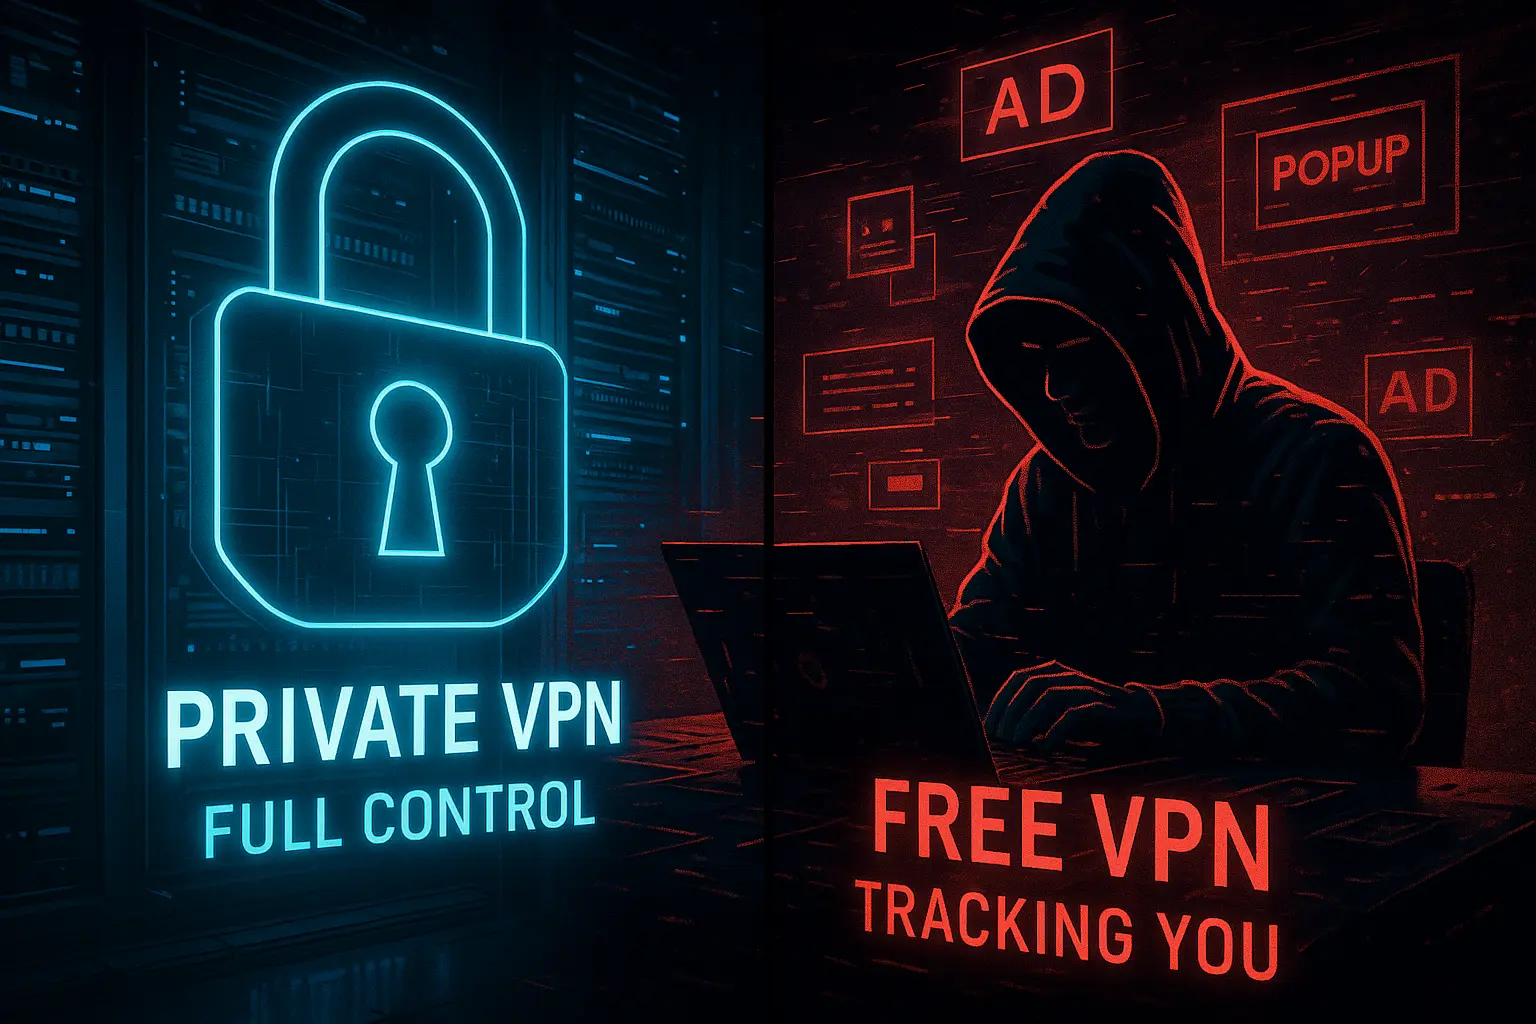 PRIVATE VPN
FULL CONTROL
AD
POPUP
AD
FREE VPN
TRACKING YOU